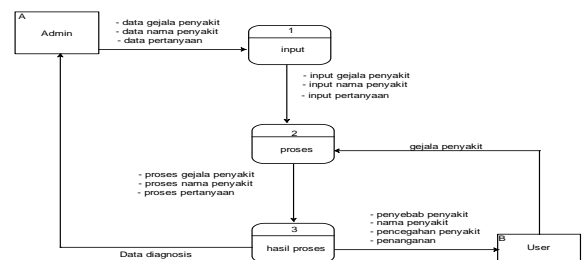 A
Admin
- data gejala penyakit
- data nama penyakit
- data pertanyaan
1
input
- input gejala penyakit
- input nama penyakit
- input pertanyaan
2
proses
gejala penyakit
- proses gejala penyakit
- proses nama penyakit
- proses pertanyaan
3
hasil proses
- penyebab penyakit
- nama penyakit
- pencegahan penyakit
- penanganan
B
User
Data diagnosis